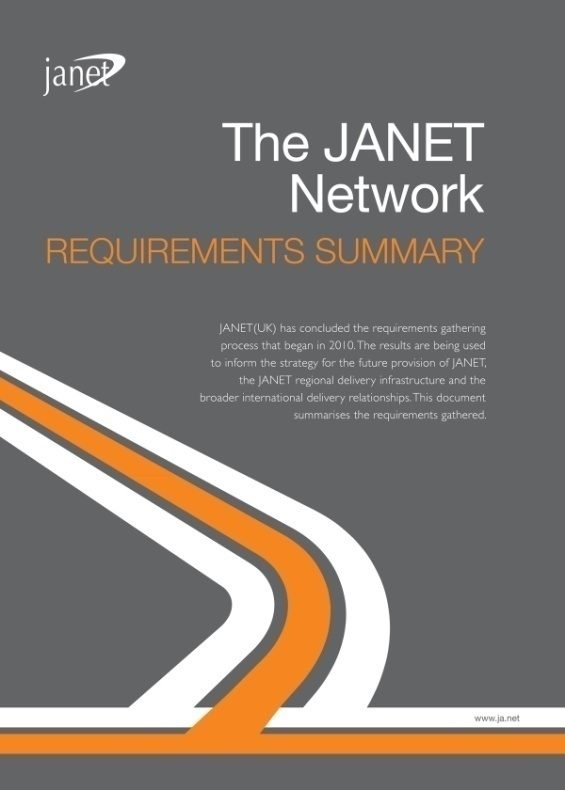 janet
The JANET
Network
REQUIREMENTS SUMMARY
JANET(UK) has concluded the requirements gathering
process that began in 2010. The results are being used
to inform the strategy for the future provision of JANET,
the JANET regional delivery infrastructure and the
broader international delivery relationships. This document
summarises the requirements gathered.
www.ja.net